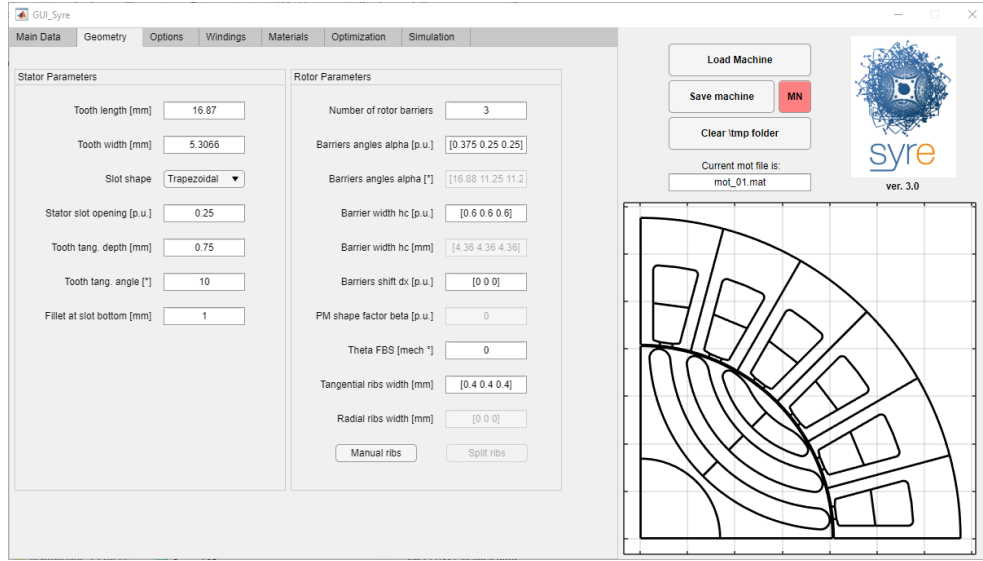 GUI_Syre
Main Data Geometry Options Windings Materials Optimization Simulation
Stator Parameters
Tooth length [mm] 16.87
Tooth width [mm] 5.3066
Slot shape Trapezoidal
Stator slot opening [p.u.] 0.25
Tooth tang. depth [mm] 0.75
Tooth tang. angle [°] 10
Fillet at slot bottom [mm] 1
Rotor Parameters
Number of rotor barriers 3
Barriers angles alpha [p.u.] [0.375 0.25 0.25]
Barriers angles alpha [°] [16.88 11.25 11.2
Barrier width hc [p.u.] [0.6 0.6 0.6]
Barrier width hc [mm] [4.36 4.36 4.36]
Barriers shift dx [p.u.] [0 0 0]
PM shape factor beta [p.u.] 0
Theta FBS [mech °] 0
Tangential ribs width [mm] [0.4 0.4 0.4]
Radial ribs width [mm] [0 0 0]
Manual ribs Split ribs
Load Machine
Save machine MN
Clear \tmp folder
Current mot file is:
mot_01.mat
syre
ver. 3.0